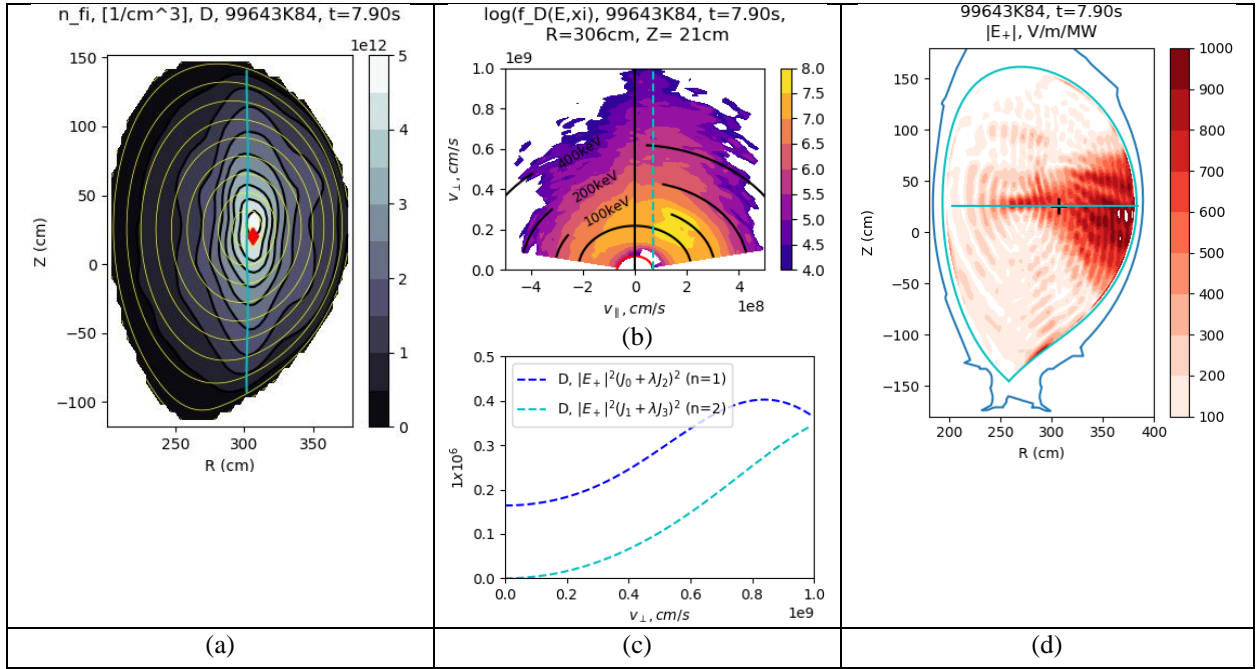 n_fi, [1/cm^3], D, 99643K84, t=7.90s
1e12
150
100
50
0
−50
−100
Z (cm)
250
300
350
R (cm)
5
4
3
2
1
0
log(f_D(E,xi), 99643K84, t=7.90s,
R=306cm, Z= 21cm
1e9
1.0
0.8
0.6
0.4
0.2
0.0
v⊥, cm/s
400keV
200keV
100keV
−4
−2
0
2
4
1e8
v∥, cm/s
8.0
7.5
7.0
6.5
6.0
5.5
5.0
4.5
4.0
(b)
0.5
0.4
0.3
0.2
0.1
0.0
1x10^6
D, |E₊|²(J₀ + λJ₂)² (n=1)
D, |E₊|²(J₁ + λJ₃)² (n=2)
0.0
0.2
0.4
0.6
0.8
1.0
1e9
v⊥, cm/s
99643K84, t=7.90s
|E₊|, V/m/MW
150
100
50
0
−50
−100
−150
Z (cm)
200
250
300
350
400
R (cm)
1000
900
800
700
600
500
400
300
200
100
(a)
(c)
(d)